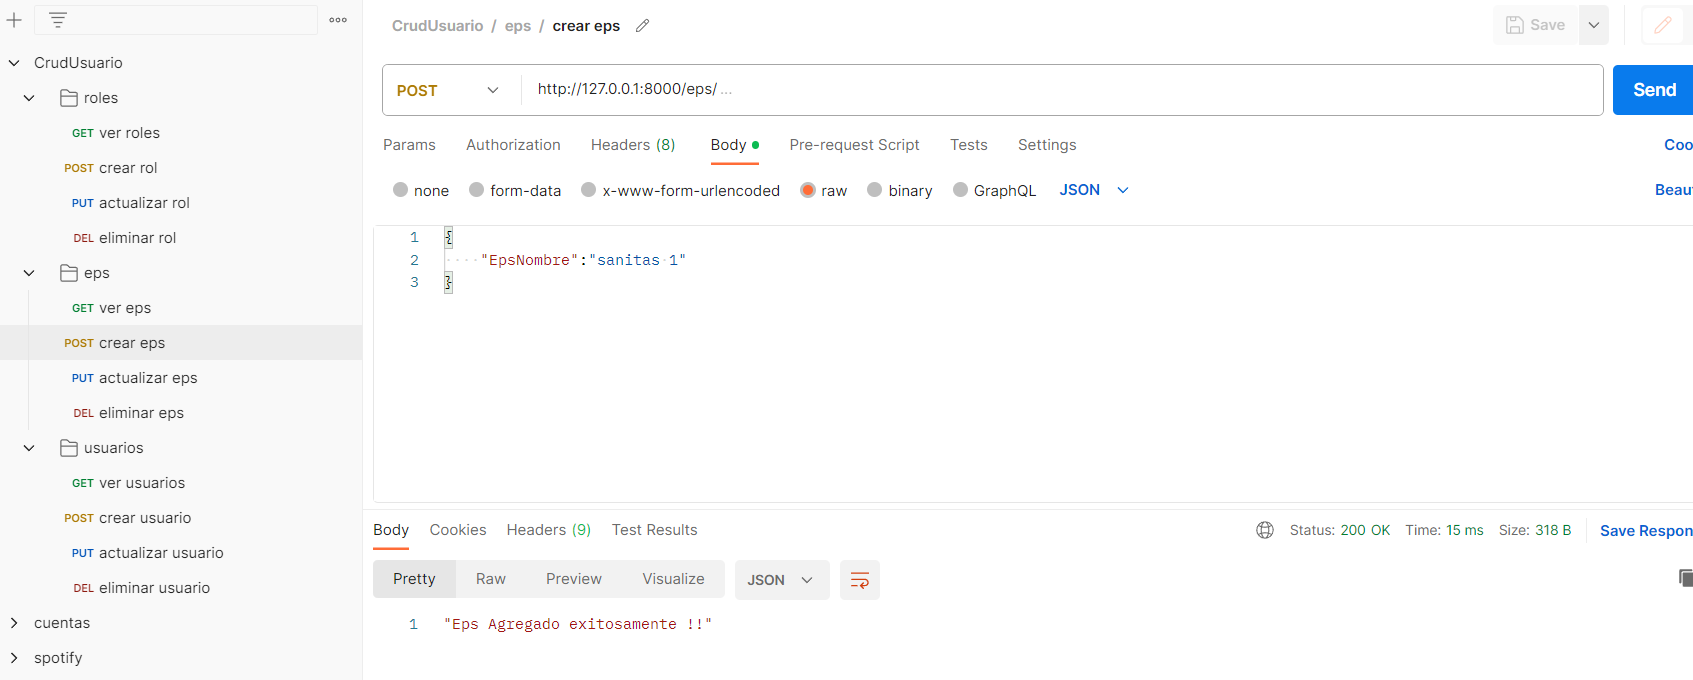 CrudUsuario / eps / crear eps
Save
CrudUsuario
roles
GET ver roles
POST crear rol
PUT actualizar rol
DEL eliminar rol
eps
GET ver eps
POST crear eps
PUT actualizar eps
DEL eliminar eps
usuarios
GET ver usuarios
POST crear usuario
PUT actualizar usuario
DEL eliminar usuario
cuentas
spotify
POST http://127.0.0.1:8000/eps/ ...
Send
Params Authorization Headers (8) Body Pre-request Script Tests Settings Coo
none form-data x-www-form-urlencoded raw binary GraphQL JSON Beau
1 {
2 "EpsNombre":"sanitas 1"
3 }
Body Cookies Headers (9) Test Results Status: 200 OK Time: 15 ms Size: 318 B Save Respon
Pretty Raw Preview Visualize JSON
1 "Eps Agregado exitosamente !!"